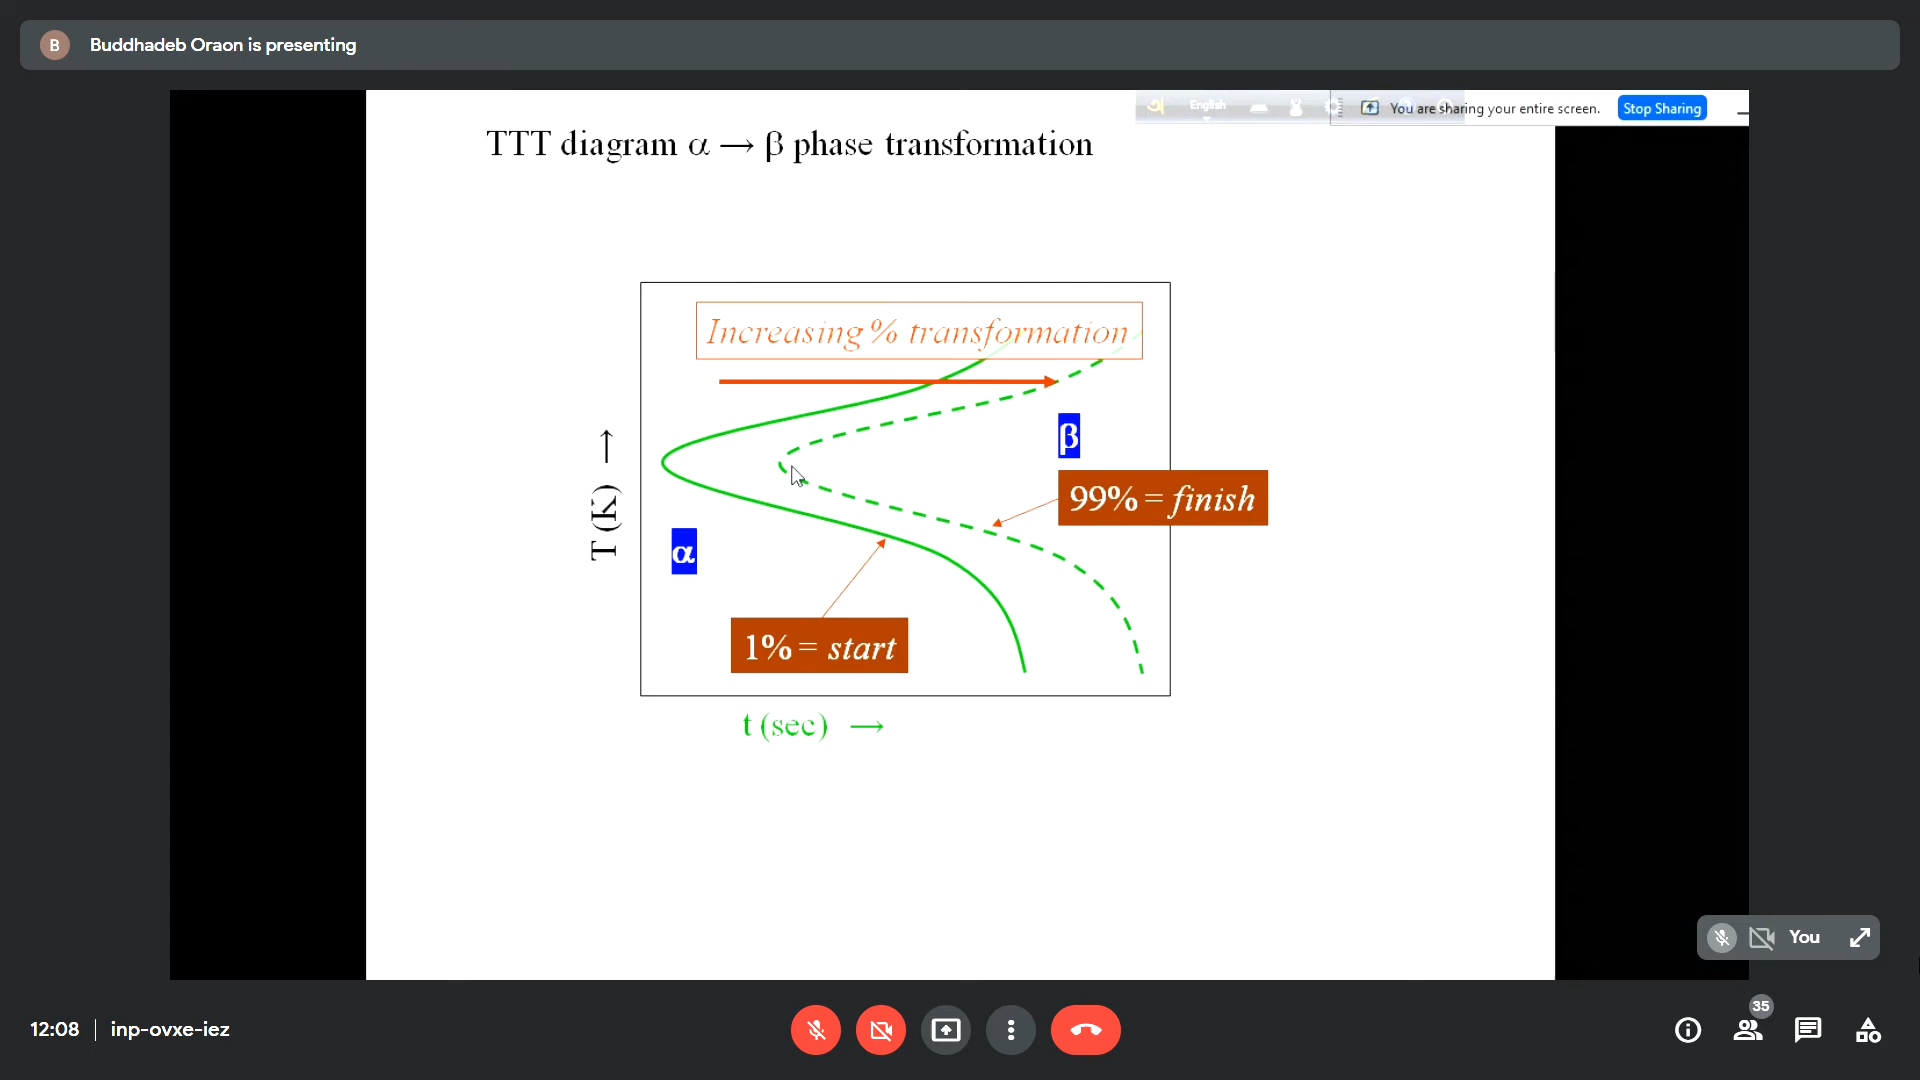 B Buddhadeb Oraon is presenting
English
You are sharing your entire screen. Stop Sharing
TTT diagram α → β phase transformation
Increasing % transformation
β
T (K) →
99% = finish
α
1% = start
t (sec) →
You
35
12:08 | inp-ovxe-iez